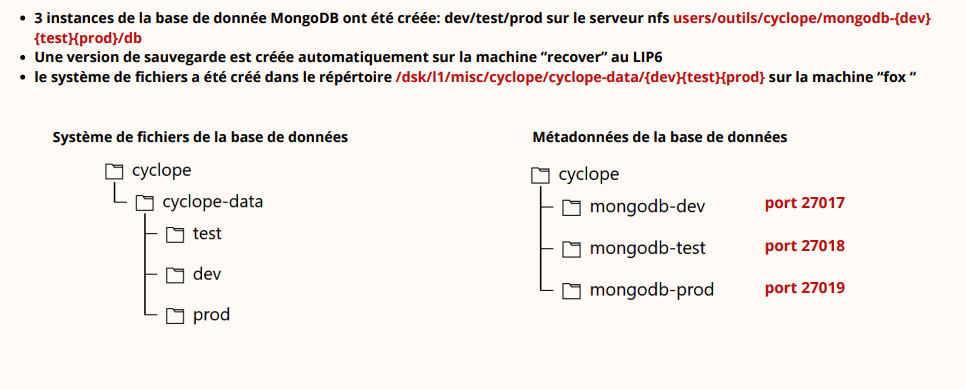 • 3 instances de la base de donnée MongoDB ont été créée: dev/test/prod sur le serveur nfs users/outils/cyclope/mongodb-{dev}
{test}{prod}/db
• Une version de sauvegarde est créée automatiquement sur la machine “recover” au LIP6
• le système de fichiers a été créé dans le répértoire /dsk/l1/misc/cyclope/cyclope-data/{dev}{test}{prod} sur la machine “fox “
Système de fichiers de la base de données
cyclope
cyclope-data
test
dev
prod
Métadonnées de la base de données
cyclope
mongodb-dev port 27017
mongodb-test port 27018
mongodb-prod port 27019